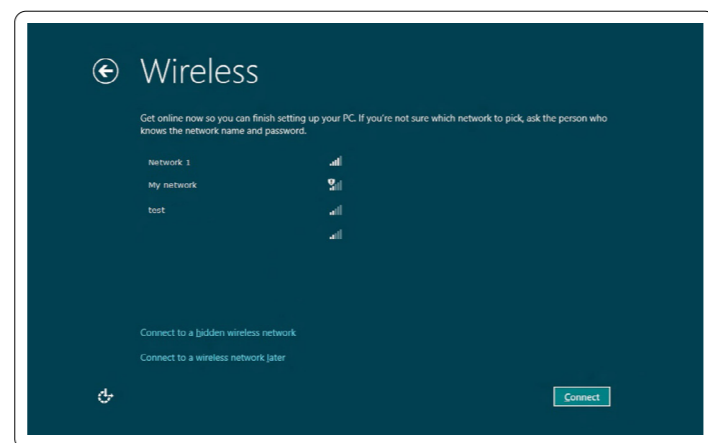 Wireless
Get online now so you can finish setting up your PC. If you're not sure which network to pick, ask the person who
knows the network name and password.
Network 1
My network
test
Connect to a hidden wireless network
Connect to a wireless network later
Connect